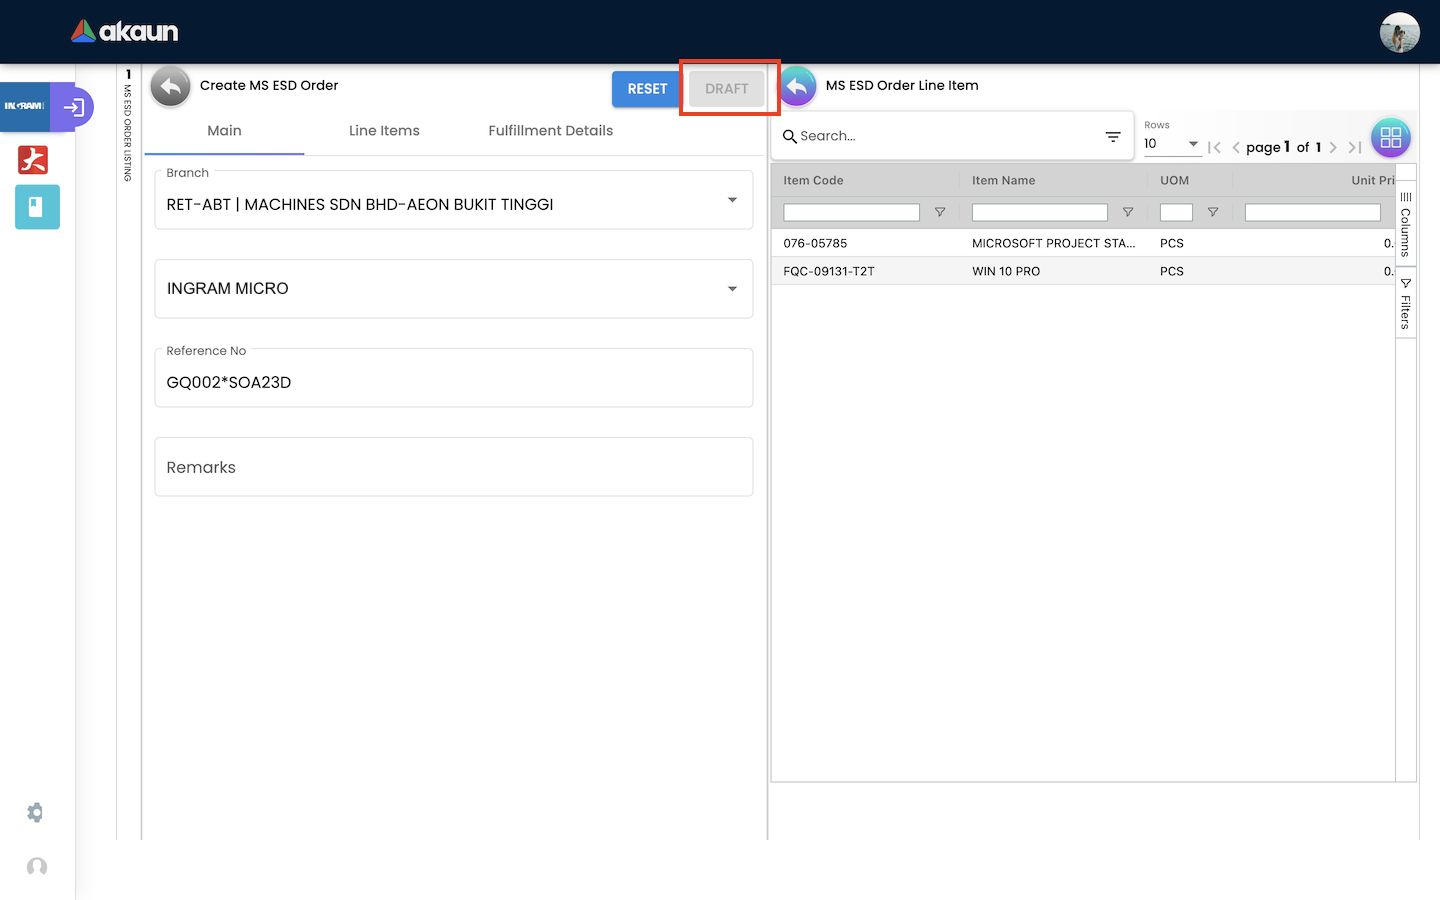 akaun
INGRAM
1
MS ESD ORDER LISTING
Create MS ESD Order
RESET
DRAFT
Main
Line Items
Fulfillment Details
Branch
RET-ABT | MACHINES SDN BHD-AEON BUKIT TINGGI
INGRAM MICRO
Reference No
GQ002*SOA23D
Remarks
MS ESD Order Line Item
Search...
Rows
10
page 1 of 1
Item Code Item Name UOM Unit Pri
076-05785 MICROSOFT PROJECT STA... PCS 0.
FQC-09131-T2T WIN 10 PRO PCS 0.
Columns
Filters